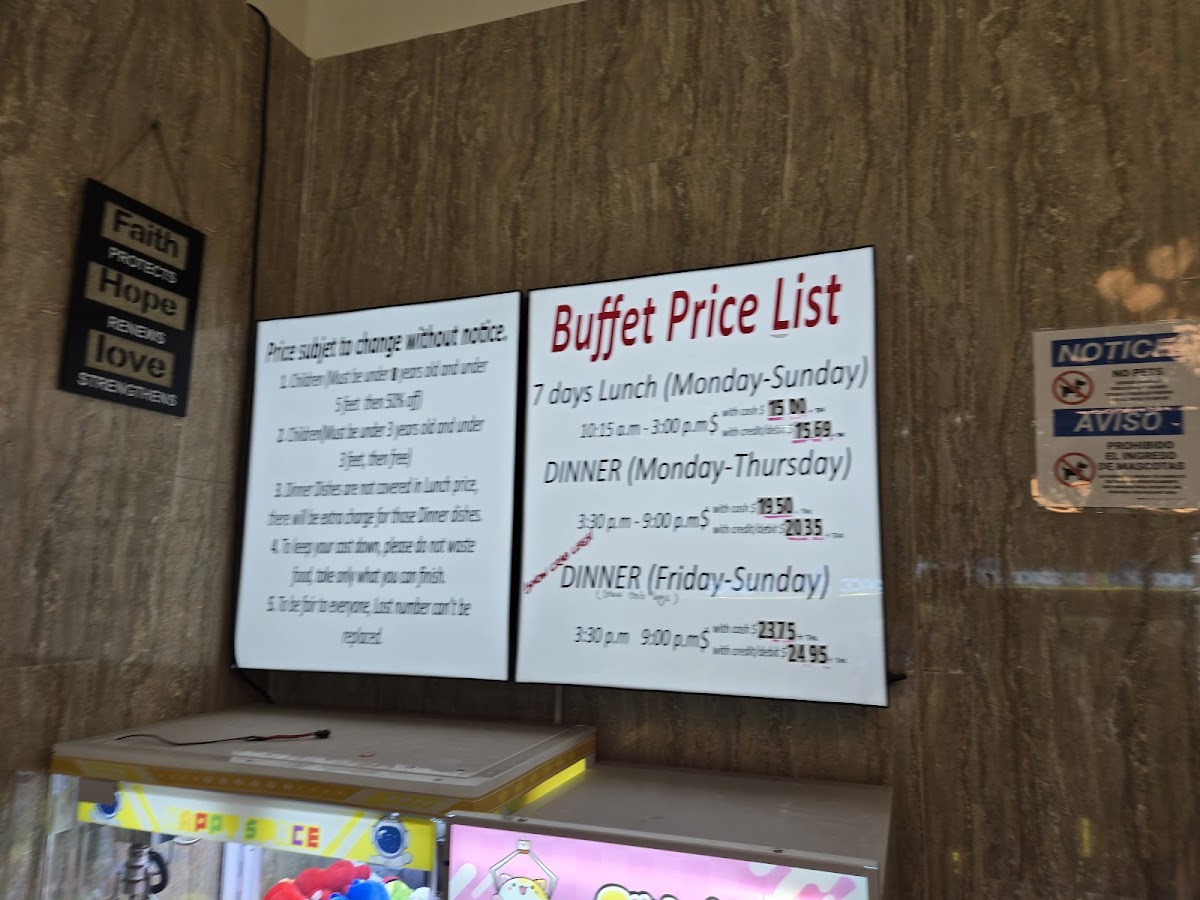 Faith
PROTECTS
Hope
RENEWS
love
STRENGTHENS
Price subjet to change without notice.
1. Children (Must be under 8 years old and under
5 feet then 50% off)
2. Children(Must be under 3 years old and under
3 feet, then free)
3. Dinner Dishes are not covered in Lunch price,
there will be extra charge for those Dinner dishes.
4. To keep your cost down, please do not waste
food, take only what you can finish.
5. To be fair to everyone, Last number can't be
replaced.
Buffet Price List
7 days Lunch (Monday-Sunday)
10:15 a.m - 3:00 p.m $ with cash $ 15.00
with credit/debit $ 15.69
DINNER (Monday-Thursday)
3:30 p.m - 9:00 p.m $ with cash $ 19.50
with credit/debit $ 20.35
DINNER (Friday-Sunday)
3:30 p.m 9:00 p.m $ with cash $ 23.75
with credit/debit $ 24.95
NOTICE
NO PETS
AVISO
PROHIBIDO
EL INGRESO
DE MASCOTAS